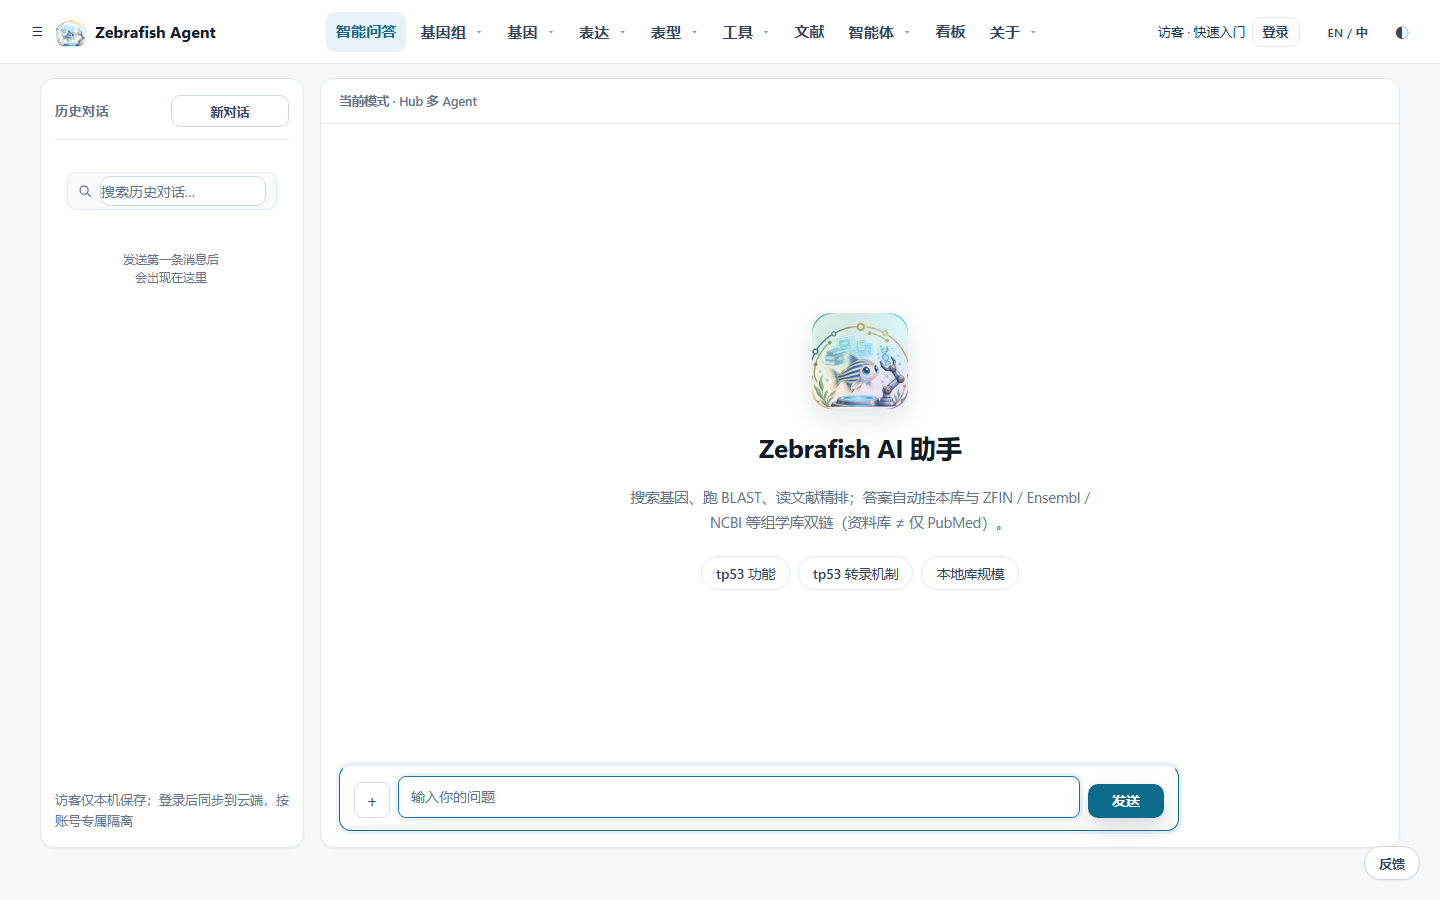 ☰ Zebrafish Agent 智能问答 基因组 基因 表达 表型 工具 文献 智能体 看板 关于 访客 · 快速入门 登录 EN / 中
历史对话 新对话
搜索历史对话...
发送第一条消息后
会出现在这里
访客仅本机保存；登录后同步到云端，按
账号专属隔离
当前模式 · Hub 多 Agent
Zebrafish AI 助手
搜索基因、跑 BLAST、读文献精排；答案自动挂本库与 ZFIN / Ensembl /
NCBI 等组学库双链（资料库 ≠ 仅 PubMed）。
tp53 功能 tp53 转录机制 本地库规模
+ 输入你的问题 发送
反馈